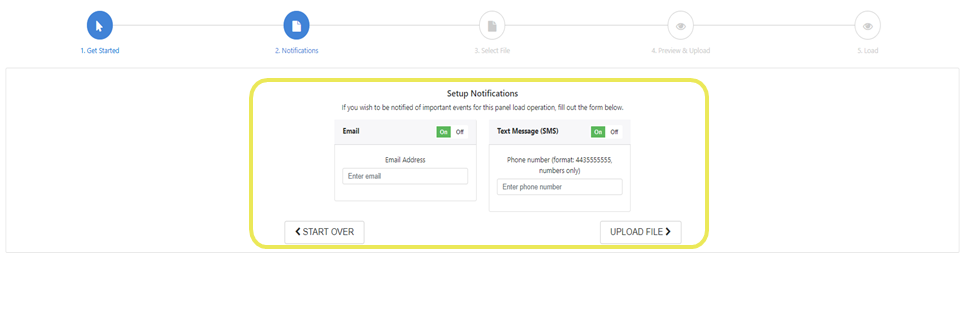 1. Get Started
2. Notifications
3. Select File
4. Preview & Upload
5. Load
Setup Notifications
If you wish to be notified of important events for this panel load operation, fill out the form below.
Email On Off
Email Address
Enter email
Text Message (SMS) On Off
Phone number (format: 4435555555,
numbers only)
Enter phone number
START OVER
UPLOAD FILE